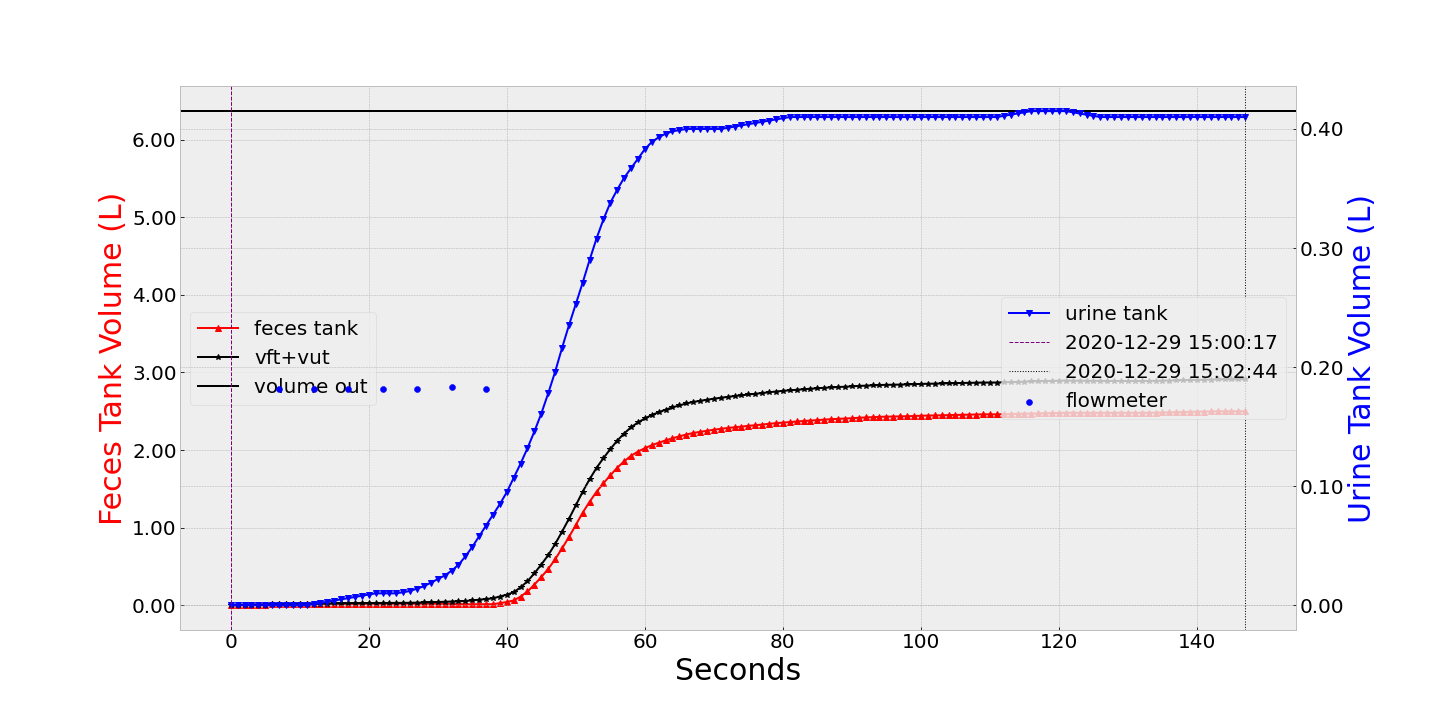 Feces Tank Volume (L)
6.00
5.00
4.00
3.00
2.00
1.00
0.00
feces tank
vft+vut
volume out
urine tank
2020-12-29 15:00:17
2020-12-29 15:02:44
flowmeter
0.40
0.30
0.20
0.10
0.00
Urine Tank Volume (L)
0 20 40 60 80 100 120 140
Seconds